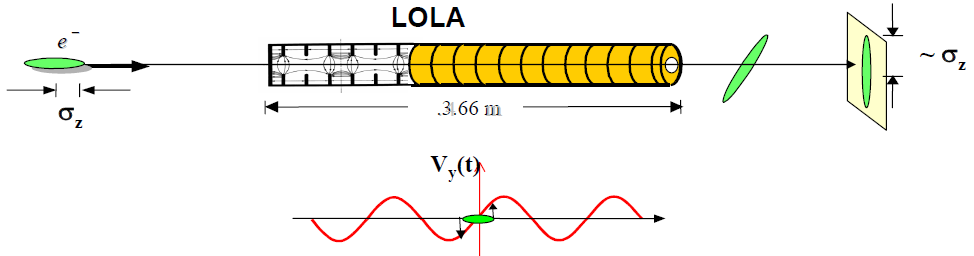 LOLA
e⁻
~ σz
σz
3.66 m
Vy(t)